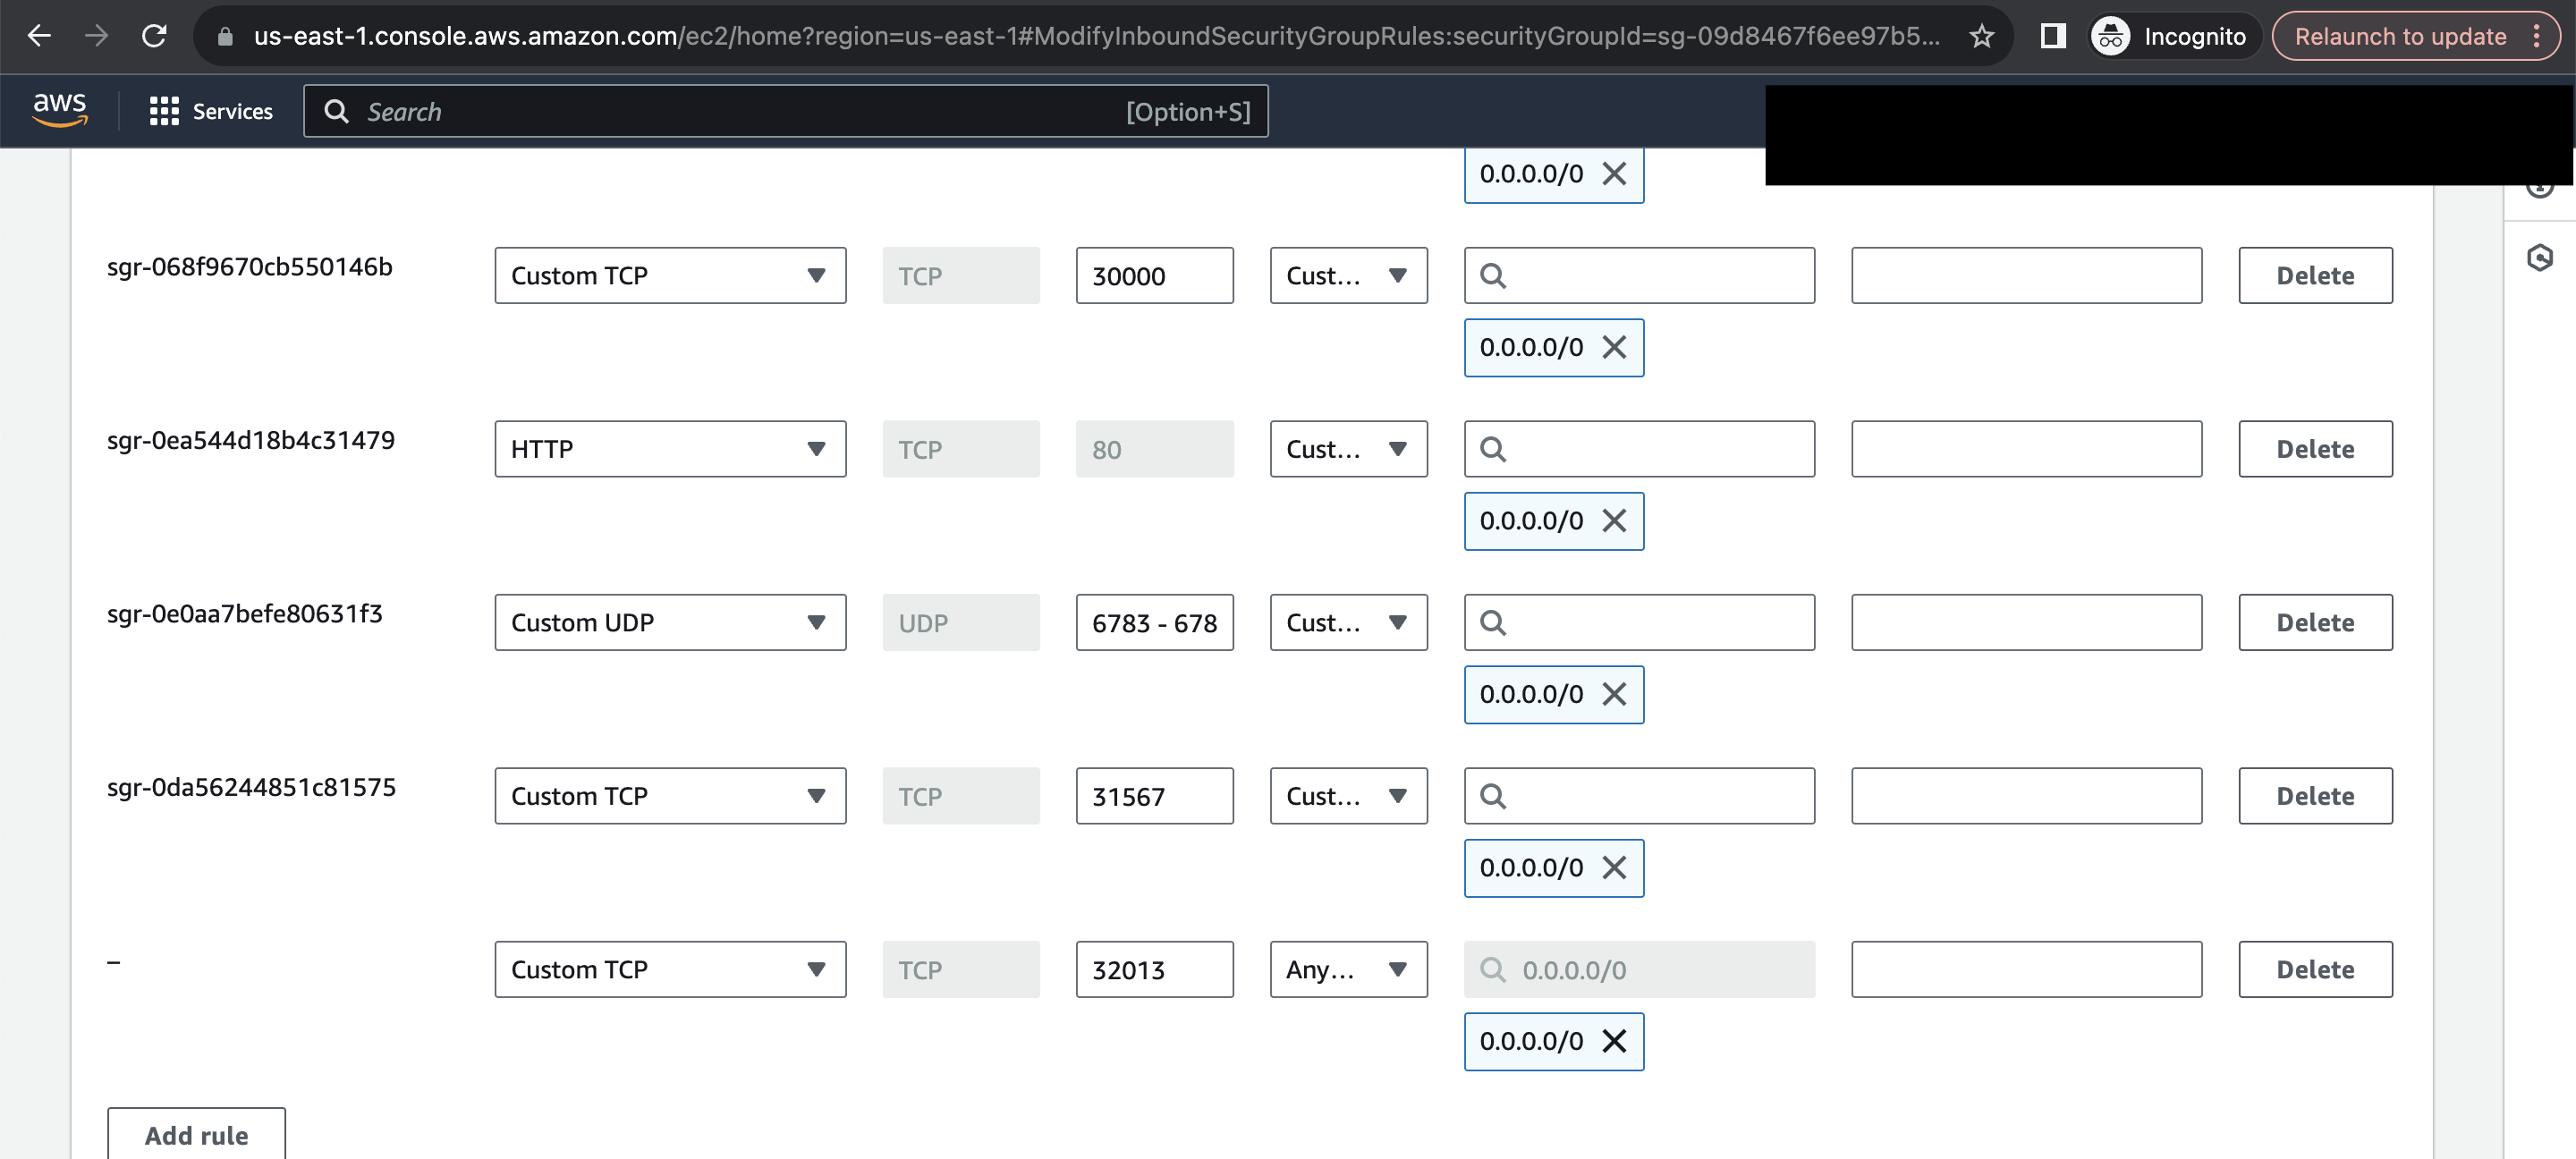 us-east-1.console.aws.amazon.com/ec2/home?region=us-east-1#ModifyInboundSecurityGroupRules:securityGroupId=sg-09d8467f6ee97b5... Incognito Relaunch to update
aws Services Search [Option+S]
0.0.0.0/0
sgr-068f9670cb550146b Custom TCP TCP 30000 Cust... Delete
0.0.0.0/0
sgr-0ea544d18b4c31479 HTTP TCP 80 Cust... Delete
0.0.0.0/0
sgr-0e0aa7befe80631f3 Custom UDP UDP 6783 - 678 Cust... Delete
0.0.0.0/0
sgr-0da56244851c81575 Custom TCP TCP 31567 Cust... Delete
0.0.0.0/0
– Custom TCP TCP 32013 Any... 0.0.0.0/0 Delete
0.0.0.0/0
Add rule